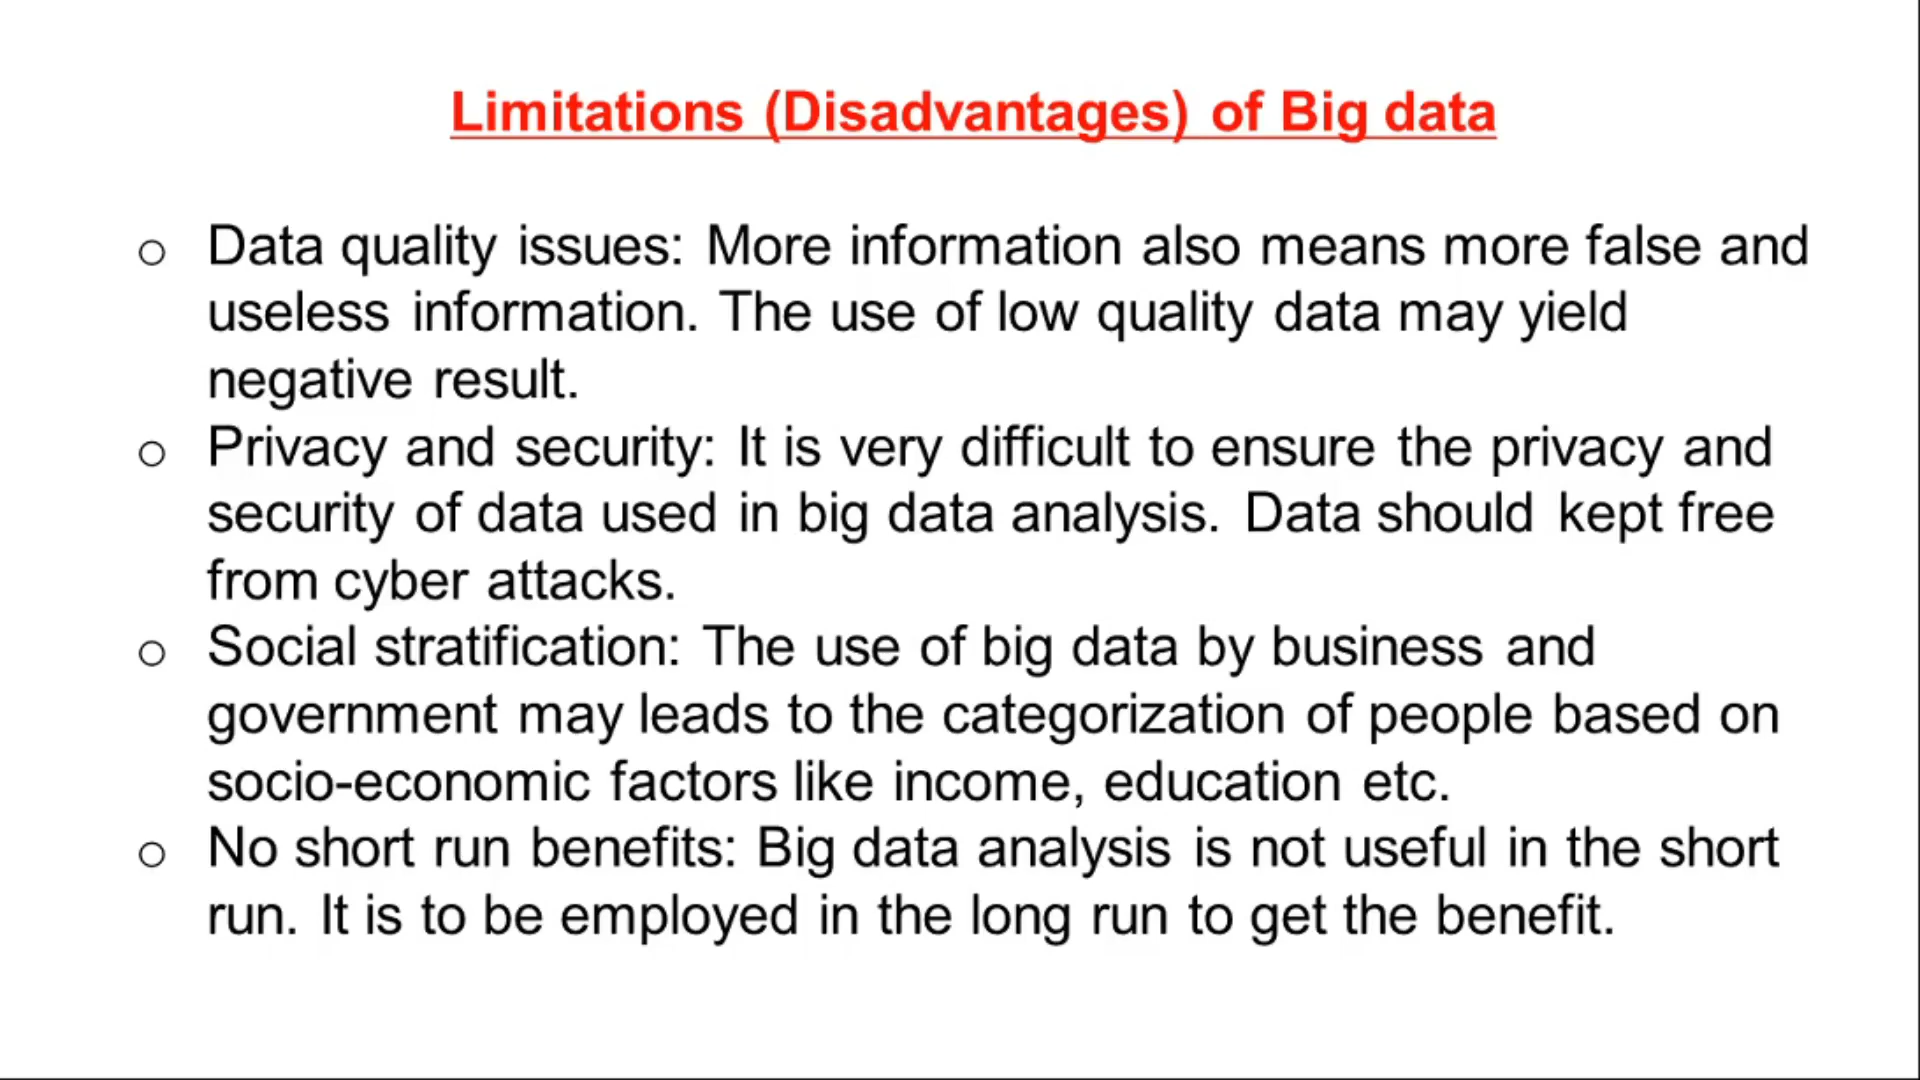 Limitations (Disadvantages) of Big data
o Data quality issues: More information also means more false and
useless information. The use of low quality data may yield
negative result.
o Privacy and security: It is very difficult to ensure the privacy and
security of data used in big data analysis. Data should kept free
from cyber attacks.
o Social stratification: The use of big data by business and
government may leads to the categorization of people based on
socio-economic factors like income, education etc.
o No short run benefits: Big data analysis is not useful in the short
run. It is to be employed in the long run to get the benefit.